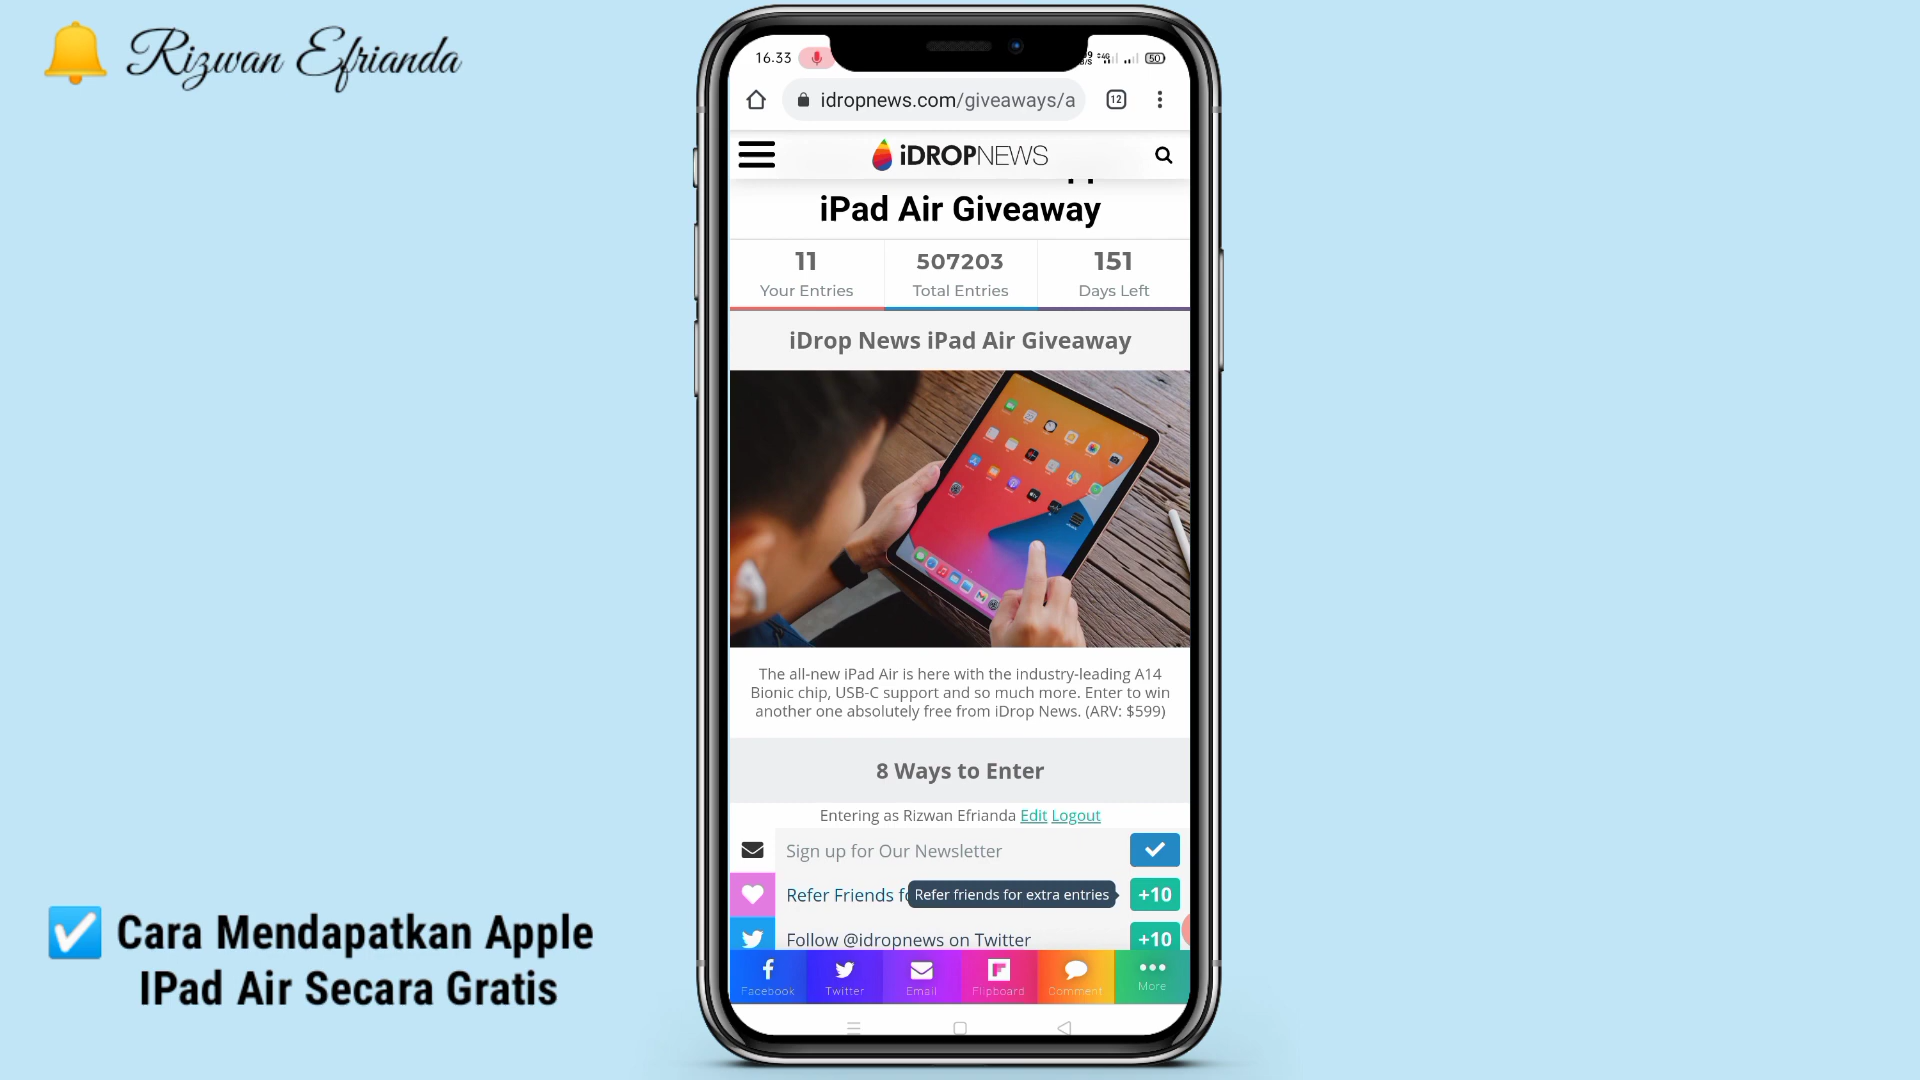 Rizwan Efrianda
16.33
50
idropnews.com/giveaways/a
12
iDROPNEWS
iPad Air Giveaway
11
507203
151
Your Entries
Total Entries
Days Left
iDrop News iPad Air Giveaway
The all-new iPad Air is here with the industry-leading A14
Bionic chip, USB-C support and so much more. Enter to win
another one absolutely free from iDrop News. (ARV: $599)
8 Ways to Enter
Entering as Rizwan Efrianda Edit Logout
Sign up for Our Newsletter
Refer Friends
Refer friends for extra entries
+10
Follow @idropnews on Twitter
+10
Facebook
Twitter
Email
Flipboard
Comment
More
Cara Mendapatkan Apple
IPad Air Secara Gratis